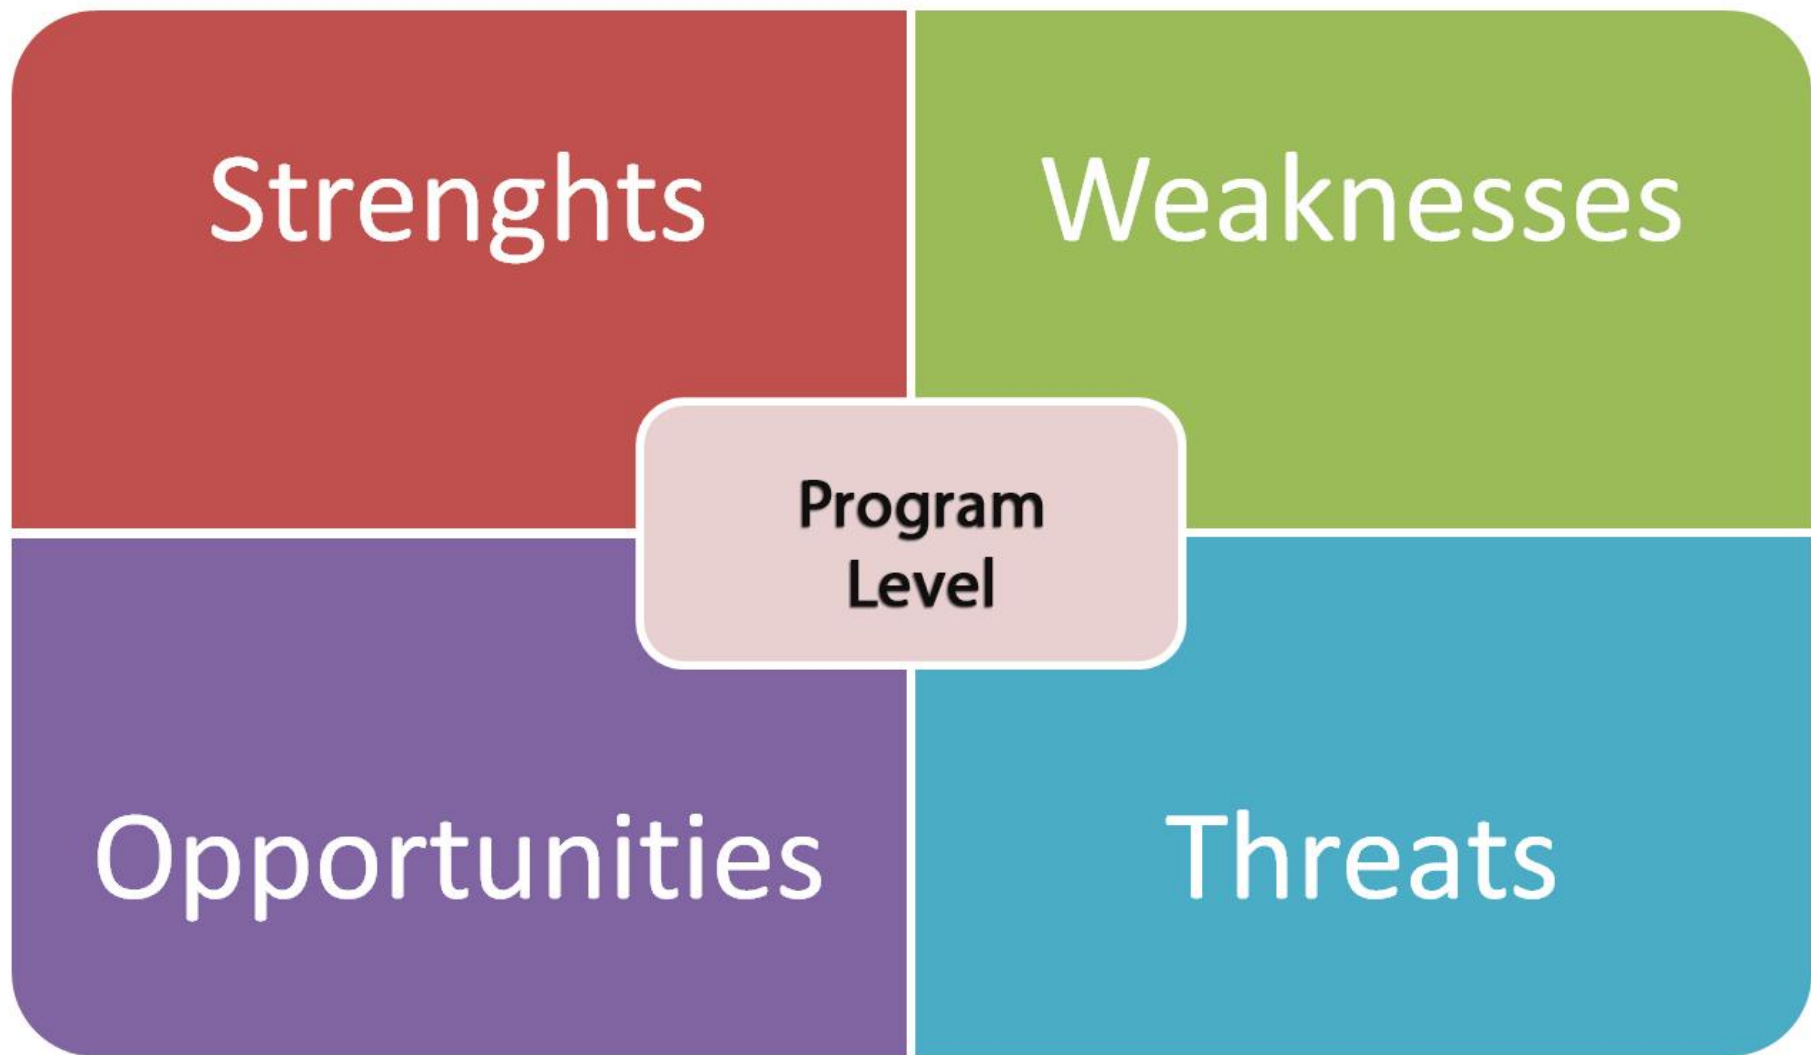 Strenghts
Weaknesses
Program
Level
Opportunities
Threats